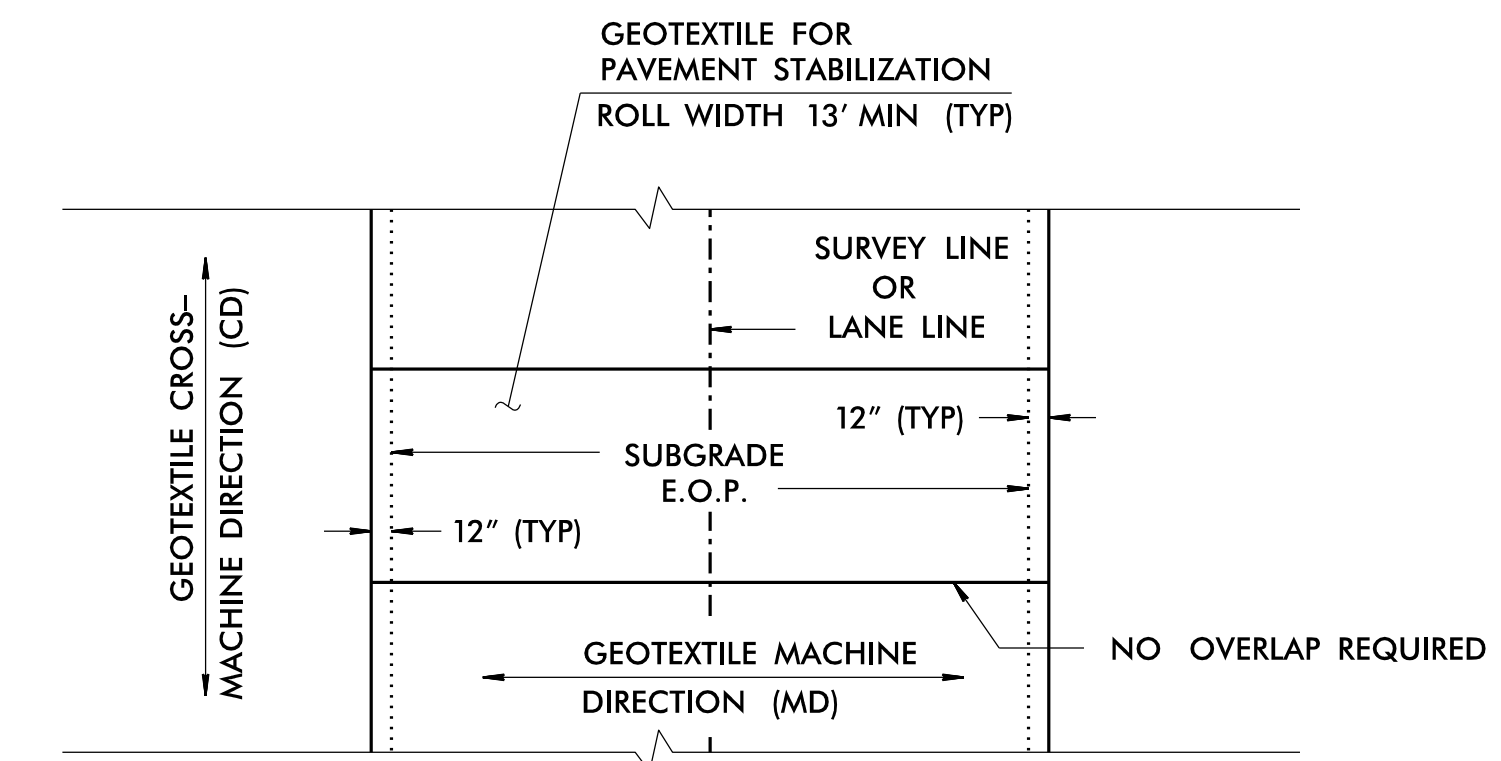 GEOTEXTILE FOR
PAVEMENT STABILIZATION
ROLL WIDTH 13' MIN (TYP)
SURVEY LINE
OR
LANE LINE
GEOTEXTILE CROSS-
MACHINE DIRECTION (CD)
12" (TYP)
SUBGRADE
E.O.P.
12" (TYP)
GEOTEXTILE MACHINE
DIRECTION (MD)
NO OVERLAP REQUIRED